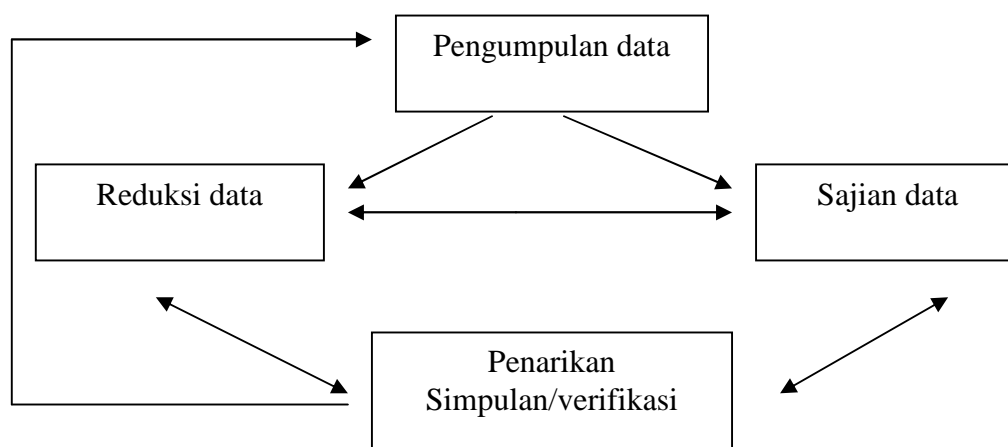 Pengumpulan data
Reduksi data
Sajian data
Penarikan
Simpulan/verifikasi